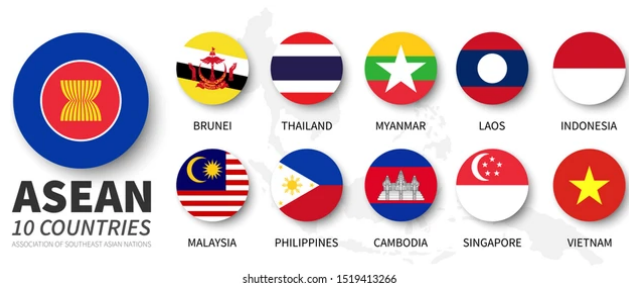 BRUNEI
THAILAND
MYANMAR
LAOS
INDONESIA
ASEAN
10 COUNTRIES
ASSOCIATION OF SOUTHEAST ASIAN NATIONS
MALAYSIA
PHILIPPINES
CAMBODIA
SINGAPORE
VIETNAM
shutterstock.com · 1519413266